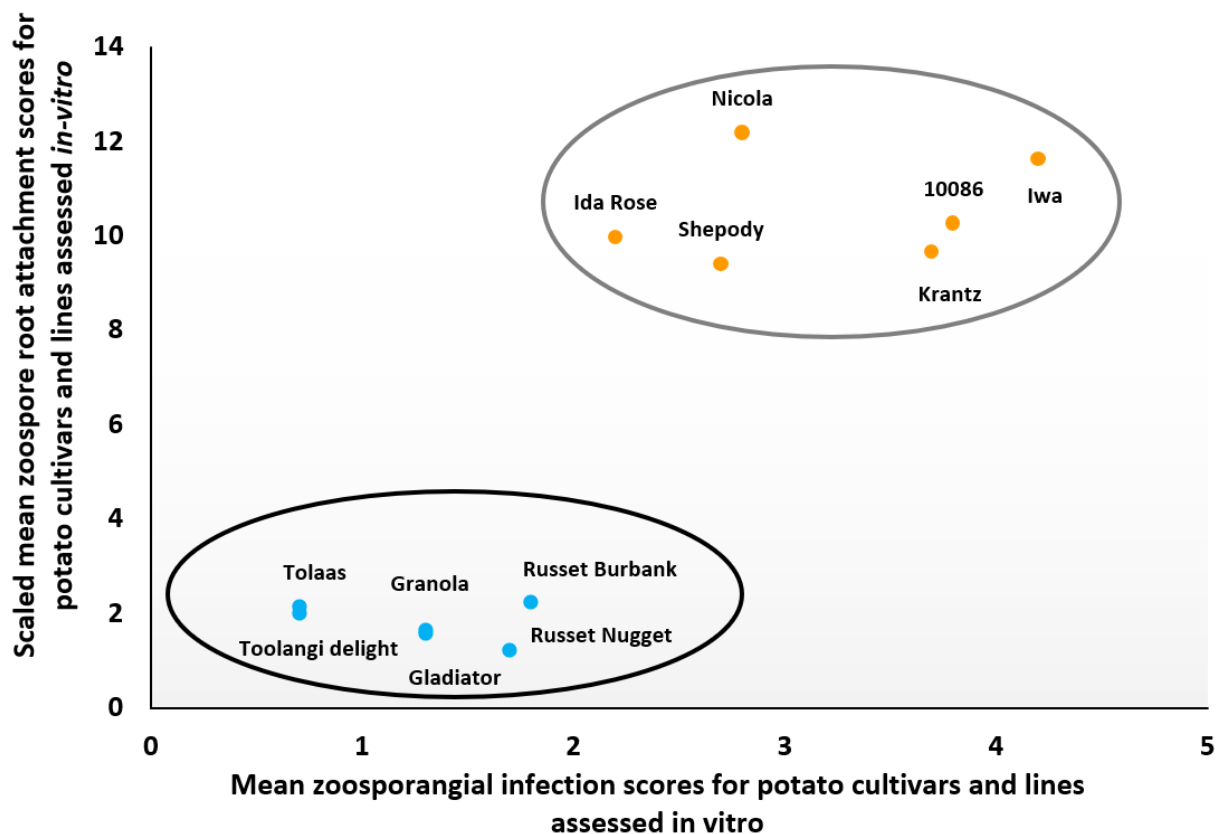 Scaled mean zoospore root attachment scores for
potato cultivars and lines assessed in-vitro
14
12
10
8
6
4
2
0
Nicola
10086
Iwa
Ida Rose
Shepody
Krantz
Tolaas
Granola
Russet Burbank
Toolangi delight
Russet Nugget
Gladiator
0 1 2 3 4 5
Mean zoosporangial infection scores for potato cultivars and lines
assessed in vitro